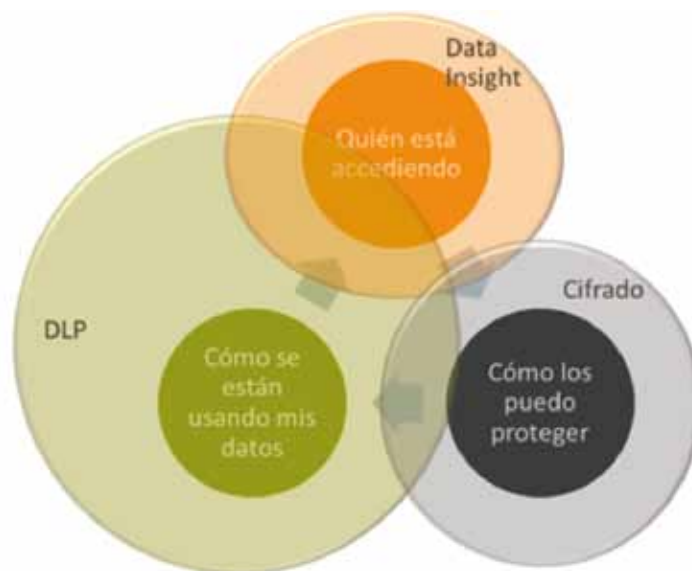 Data
Insight
Quién está
accediendo
DLP
Cómo se
están
usando mis
datos
Cifrado
Cómo los
puedo
proteger